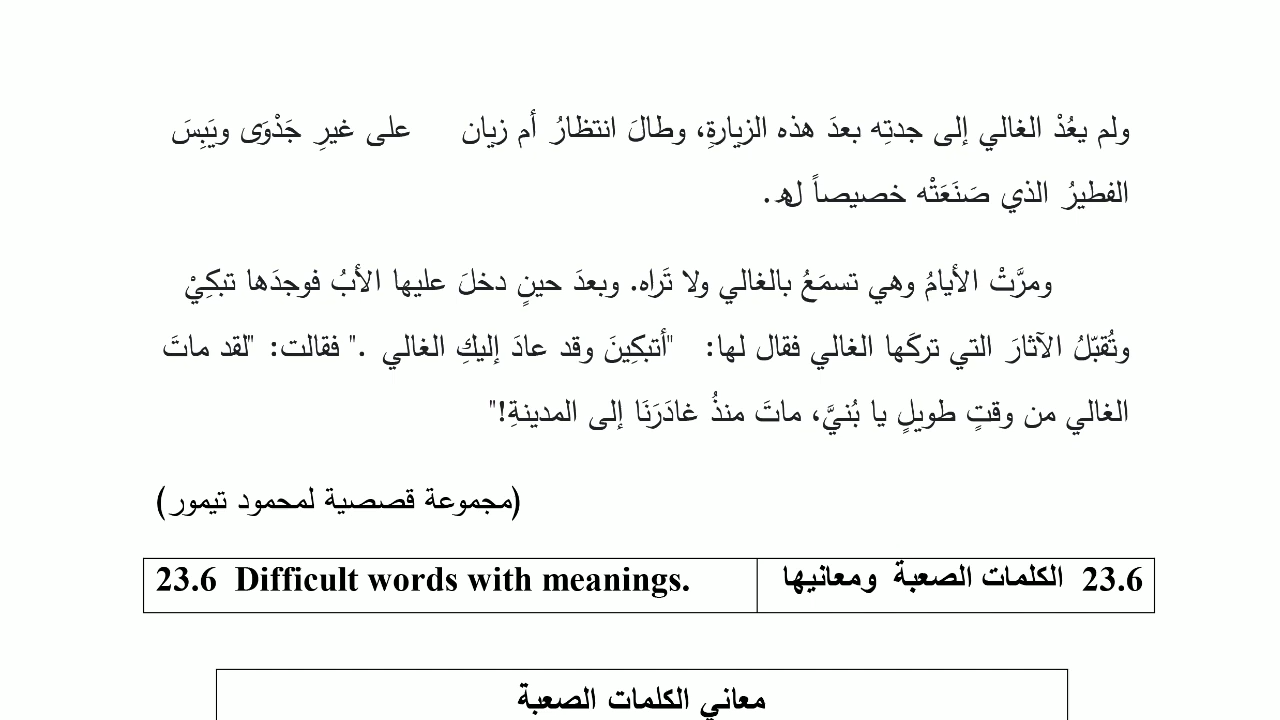 ولم يعُدْ الغالي إلى جدتِه بعدَ هذه الزيارةِ، وطالَ انتظارُ أم زيان على غيرِ جَدْوَى ويَبِسَ
الفطيرُ الذي صَنَعَتْه خصيصاً له.
ومرَّتْ الأيامُ وهي تسمَعُ بالغالي ولا تَراه. وبعدَ حينٍ دخلَ عليها الأبُ فوجدَها تبكِيْ
وتُقبّلُ الآثارَ التي تركَها الغالي فقال لها: "أتبكِينَ وقد عادَ إليكِ الغالي ." فقالت: "لقد ماتَ
الغالي من وقتٍ طويلٍ يا بُنيَّ، ماتَ منذُ غادَرَنَا إلى المدينةِ!"
(مجموعة قصصية لمحمود تيمور)
23.6 Difficult words with meanings.
23.6 الكلمات الصعبة ومعانيها
معاني الكلمات الصعبة